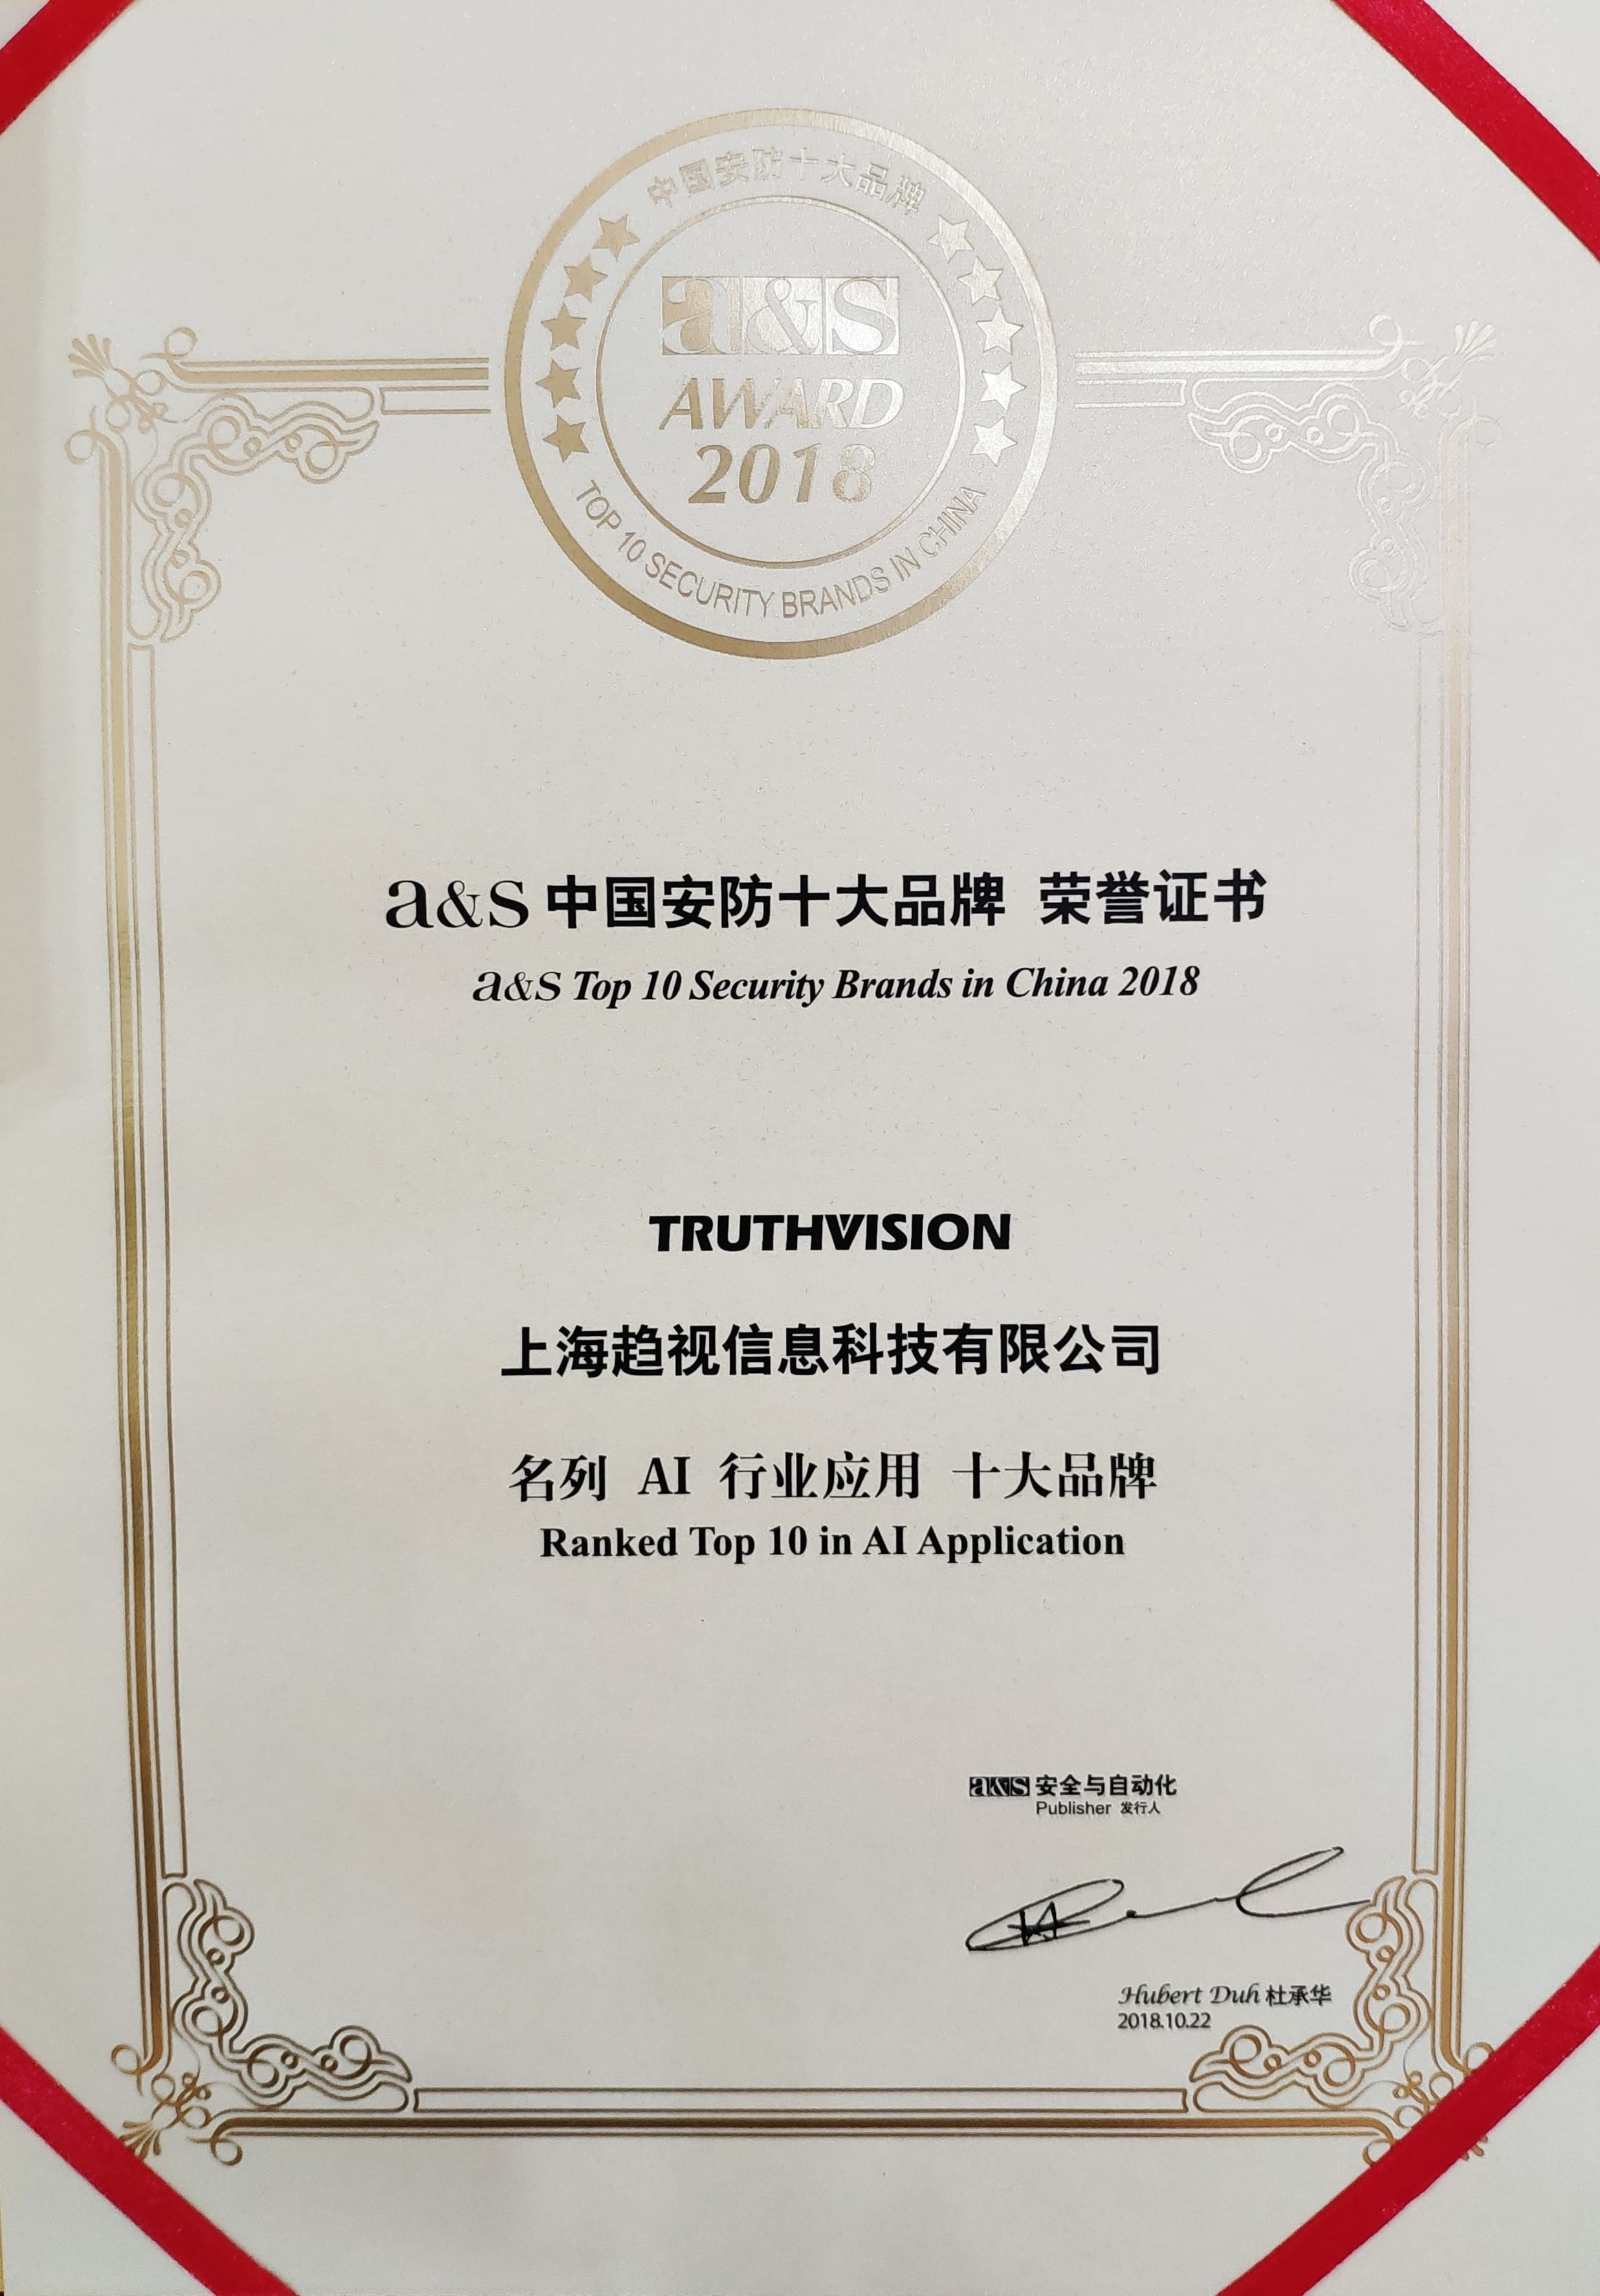 中国安防十大品牌
a&s
AWARD
2018
TOP 10 SECURITY BRANDS IN CHINA
a&s 中国安防十大品牌 荣誉证书
a&s Top 10 Security Brands in China 2018
TRUTHVISION
上海趋视信息科技有限公司
名列 AI 行业应用 十大品牌
Ranked Top 10 in AI Application
a&s 安全与自动化
Publisher 发行人
Hubert Duh 杜承华
2018.10.22